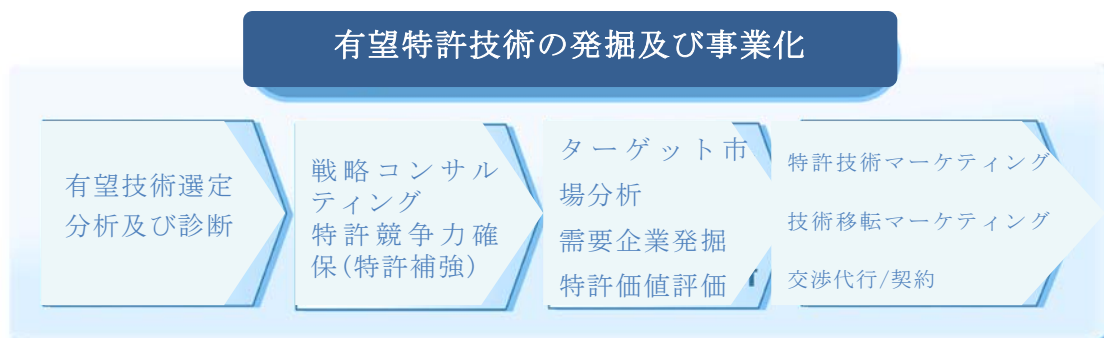 有望特許技術の発掘及び事業化
有望技術選定
分析及び診断
戦略コンサル
ティング
特許競争力確
保(特許補強)
ターゲット市
場分析
需要企業発掘
特許価値評価
特許技術マーケティング
技術移転マーケティング
交渉代行/契約